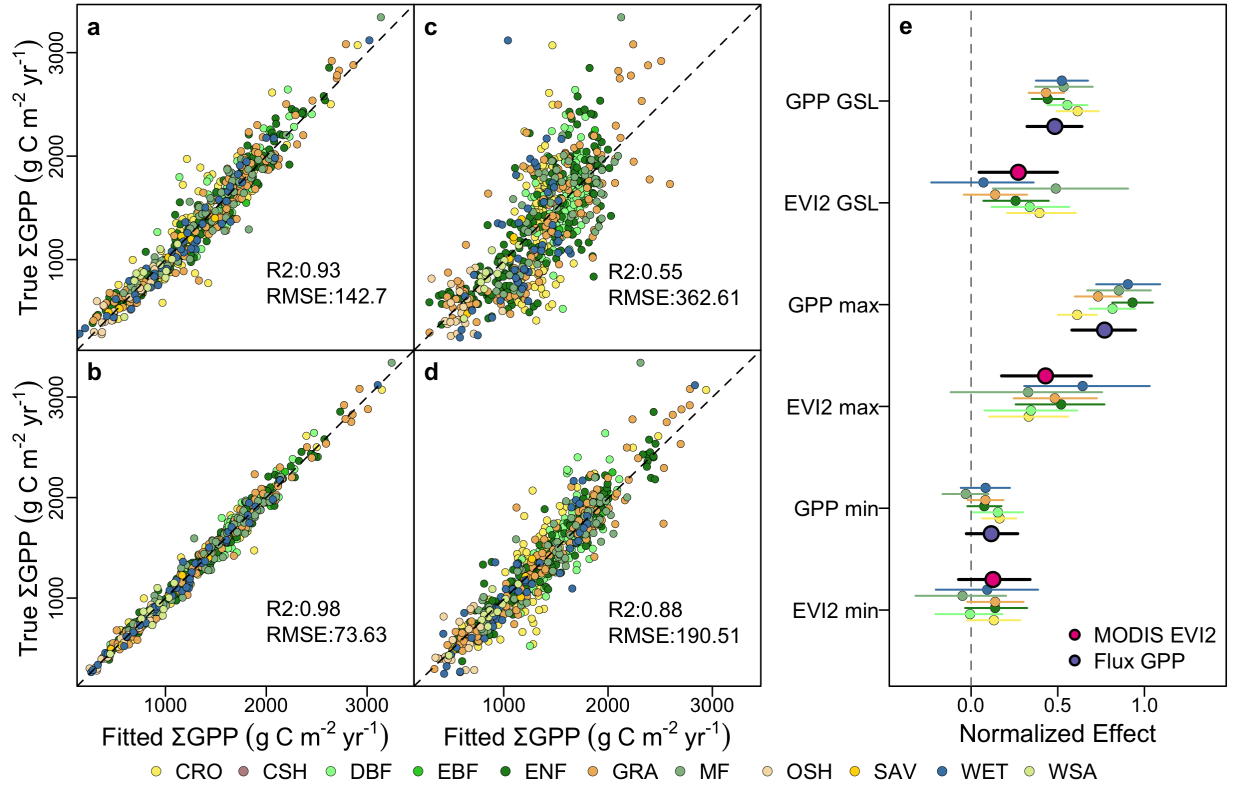 a
c
e
True ΣGPP (g C m⁻² yr⁻¹)
3000
2000
1000
R2:0.93
RMSE:142.7
R2:0.55
RMSE:362.61
b
d
True ΣGPP (g C m⁻² yr⁻¹)
3000
2000
1000
R2:0.98
RMSE:73.63
R2:0.88
RMSE:190.51
1000 2000 3000
1000 2000 3000
Fitted ΣGPP (g C m⁻² yr⁻¹)
Fitted ΣGPP (g C m⁻² yr⁻¹)
GPP GSL
EVI2 GSL
GPP max
EVI2 max
GPP min
EVI2 min
MODIS EVI2
Flux GPP
0.0 0.5 1.0
Normalized Effect
CRO CSH DBF EBF ENF GRA MF OSH SAV WET WSA